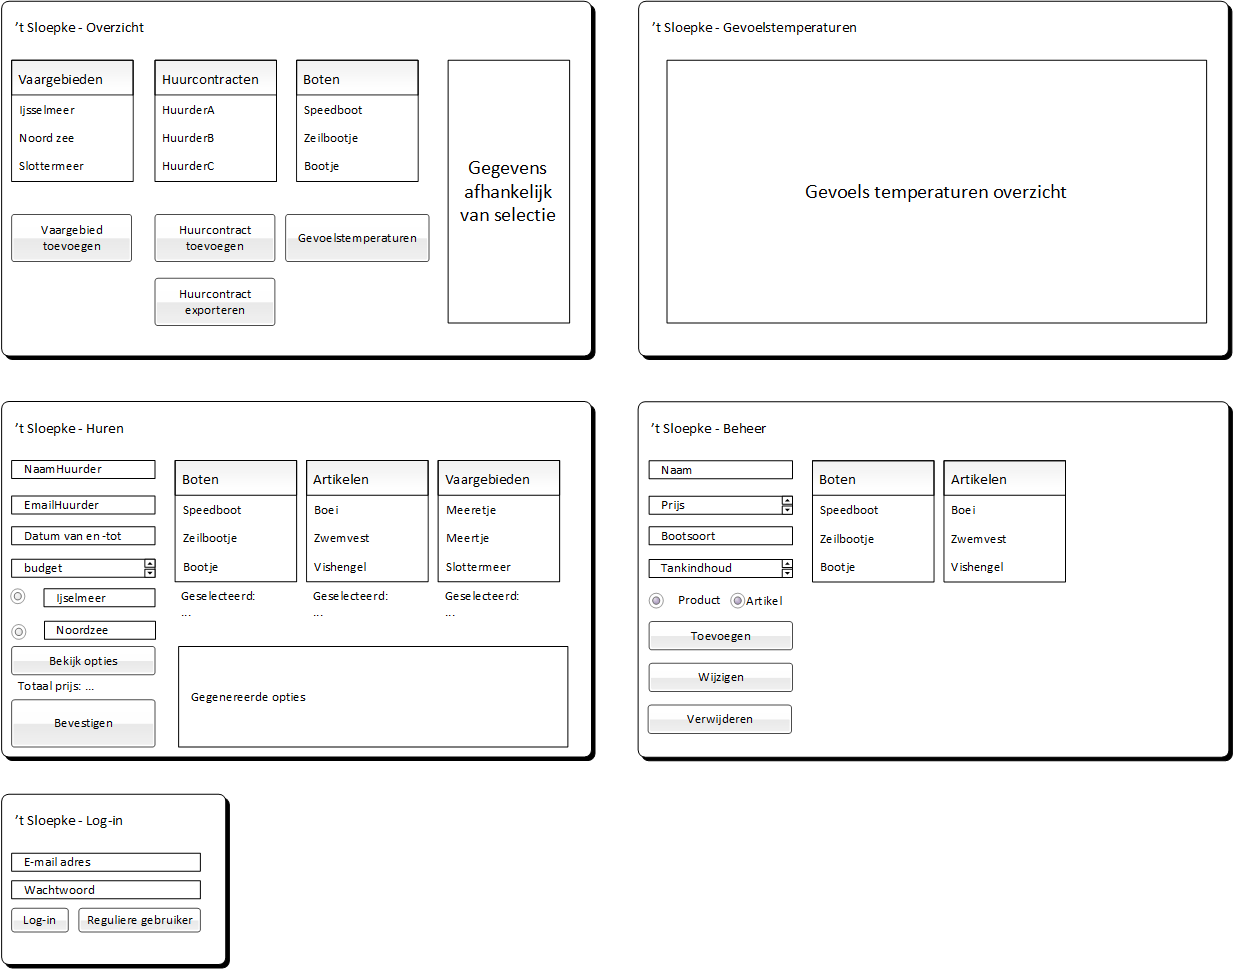 ’t Sloepke - Overzicht
Vaargebieden
Ijsselmeer
Noord zee
Slottermeer
Huurcontracten
HuurderA
HuurderB
HuurderC
Boten
Speedboot
Zeilbootje
Bootje
Gegevens
afhankelijk
van selectie
Vaargebied
toevoegen
Huurcontract
toevoegen
Gevoelstemperaturen
Huurcontract
exporteren
’t Sloepke - Gevoelstemperaturen
Gevoels temperaturen overzicht
’t Sloepke - Huren
NaamHuurder
EmailHuurder
Datum van en -tot
budget
Ijselmeer
Noordzee
Bekijk opties
Totaal prijs: ...
Bevestigen
Boten
Speedboot
Zeilbootje
Bootje
Geselecteerd:
...
Artikelen
Boei
Zwemvest
Vishengel
Geselecteerd:
...
Vaargebieden
Meeretje
Meertje
Slottermeer
Geselecteerd:
...
Gegenereerde opties
’t Sloepke - Beheer
Naam
Prijs
Bootsoort
Tankindhoud
Product
Artikel
Toevoegen
Wijzigen
Verwijderen
Boten
Speedboot
Zeilbootje
Bootje
Artikelen
Boei
Zwemvest
Vishengel
’t Sloepke - Log-in
E-mail adres
Wachtwoord
Log-in
Reguliere gebruiker